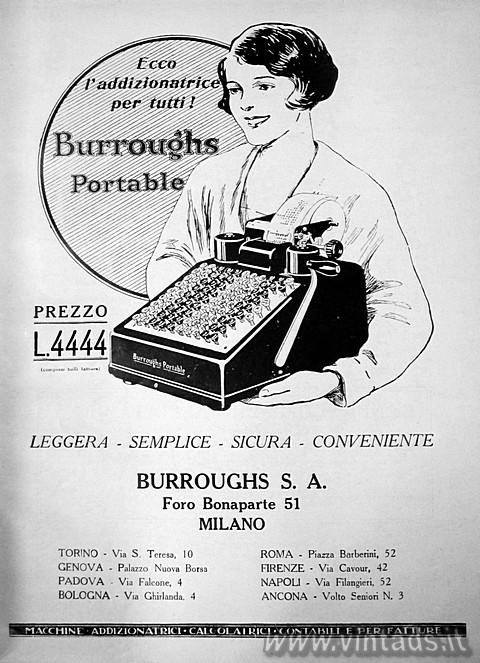 Ecco
l'addizionatrice
per tutti!
Burroughs
Portable
PREZZO
L.4444
(compreso bolli fattura)
Burroughs Portable
LEGGERA - SEMPLICE - SICURA - CONVENIENTE
BURROUGHS S. A.
Foro Bonaparte 51
MILANO
TORINO - Via S. Teresa, 10
GENOVA - Palazzo Nuova Borsa
PADOVA - Via Falcone, 4
BOLOGNA - Via Ghirlanda, 4
ROMA - Piazza Barberini, 52
FIRENZE - Via Cavour, 42
NAPOLI - Via Filangieri, 52
ANCONA - Volto Seniori N. 3
MACCHINE · ADDIZIONATRICI · CALCOLATRICI · CONTABILI E PER FATTURE
www.vintads.it